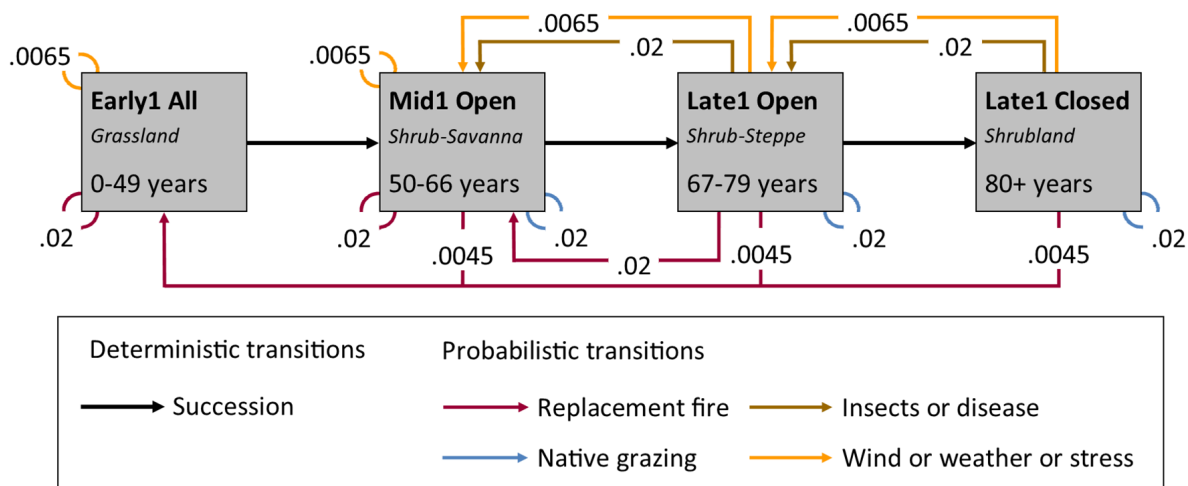 .0065
.0065
.0065
.02
.0065
.02
Early1 All
Grassland
0-49 years
Mid1 Open
Shrub-Savanna
50-66 years
Late1 Open
Shrub-Steppe
67-79 years
Late1 Closed
Shrubland
80+ years
.02
.02
.02
.02
.02
.0045
.02
.0045
.0045
Deterministic transitions
Succession
Probabilistic transitions
Replacement fire
Insects or disease
Native grazing
Wind or weather or stress